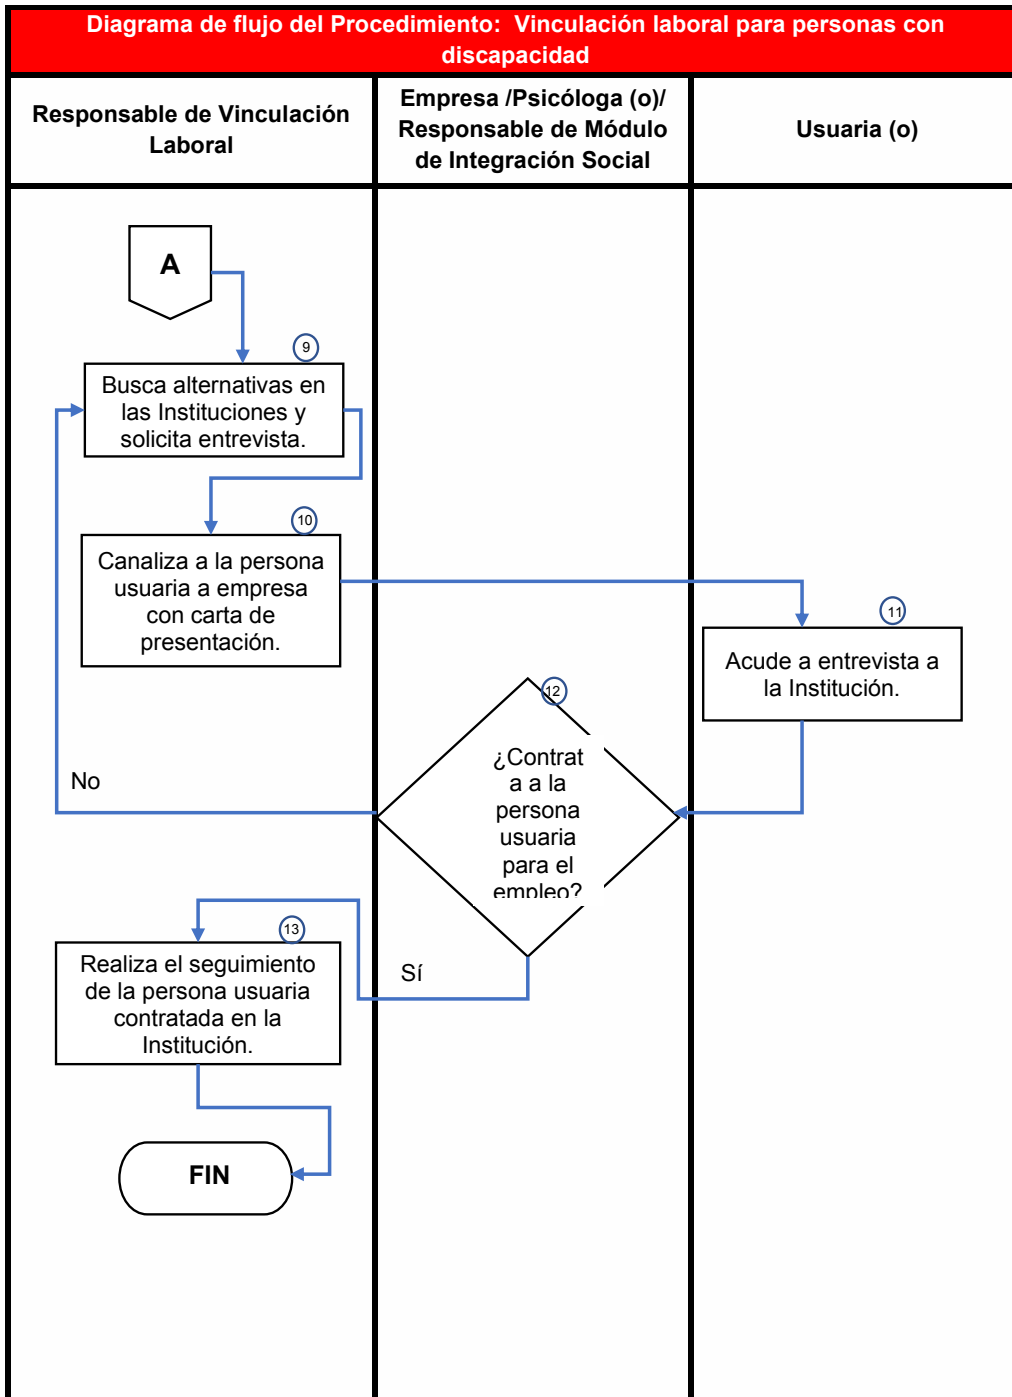 Diagrama de flujo del Procedimiento: Vinculación laboral para personas con
discapacidad
Responsable de Vinculación
Laboral
Empresa /Psicóloga (o)/
Responsable de Módulo
de Integración Social
Usuaria (o)
A
9
Busca alternativas en
las Instituciones y
solicita entrevista.
10
Canaliza a la persona
usuaria a empresa
con carta de
presentación.
11
Acude a entrevista a
la Institución.
12
¿Contrat
a a la
persona
usuaria
para el
empleo?
No
Sí
13
Realiza el seguimiento
de la persona usuaria
contratada en la
Institución.
FIN